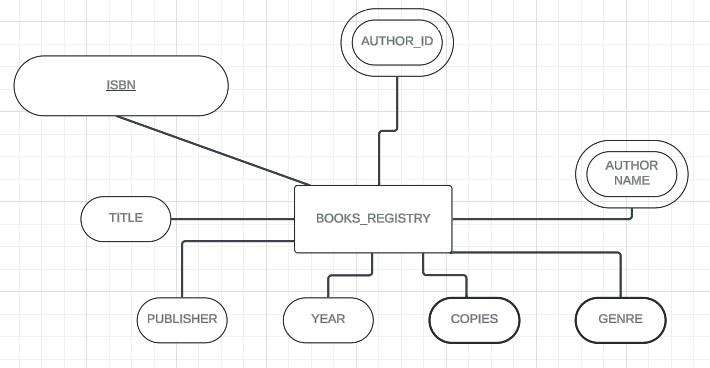 AUTHOR_ID
ISBN
AUTHOR
NAME
TITLE
BOOKS_REGISTRY
PUBLISHER
YEAR
COPIES
GENRE